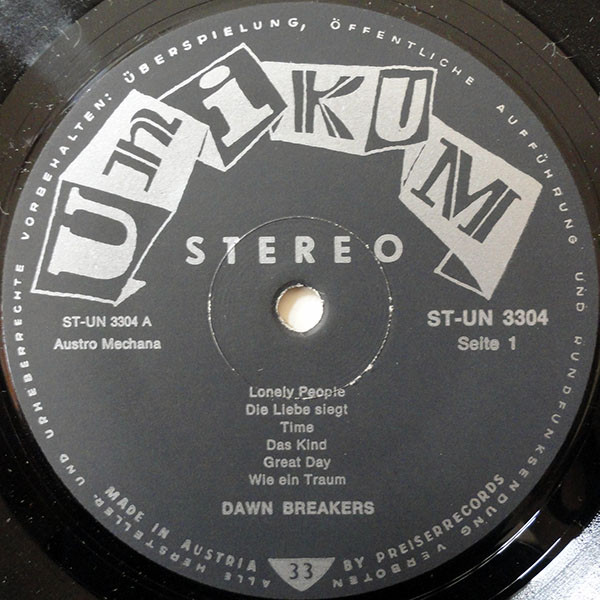 ALLE HERSTELLER- UND URHEBERRECHTE VORBEHALTEN: ÜBERSPIELUNG, ÖFFENTLICHE AUFFÜHRUNG UND RUNDFUNKSENDUNG VERBOTEN
UNiKUM
STEREO
ST-UN 3304 A
Austro Mechana
ST-UN 3304
Seite 1
Lonely People
Die Liebe siegt
Time
Das Kind
Great Day
Wie ein Traum
DAWN BREAKERS
MADE IN AUSTRIA
33
BY PREISERRECORDS